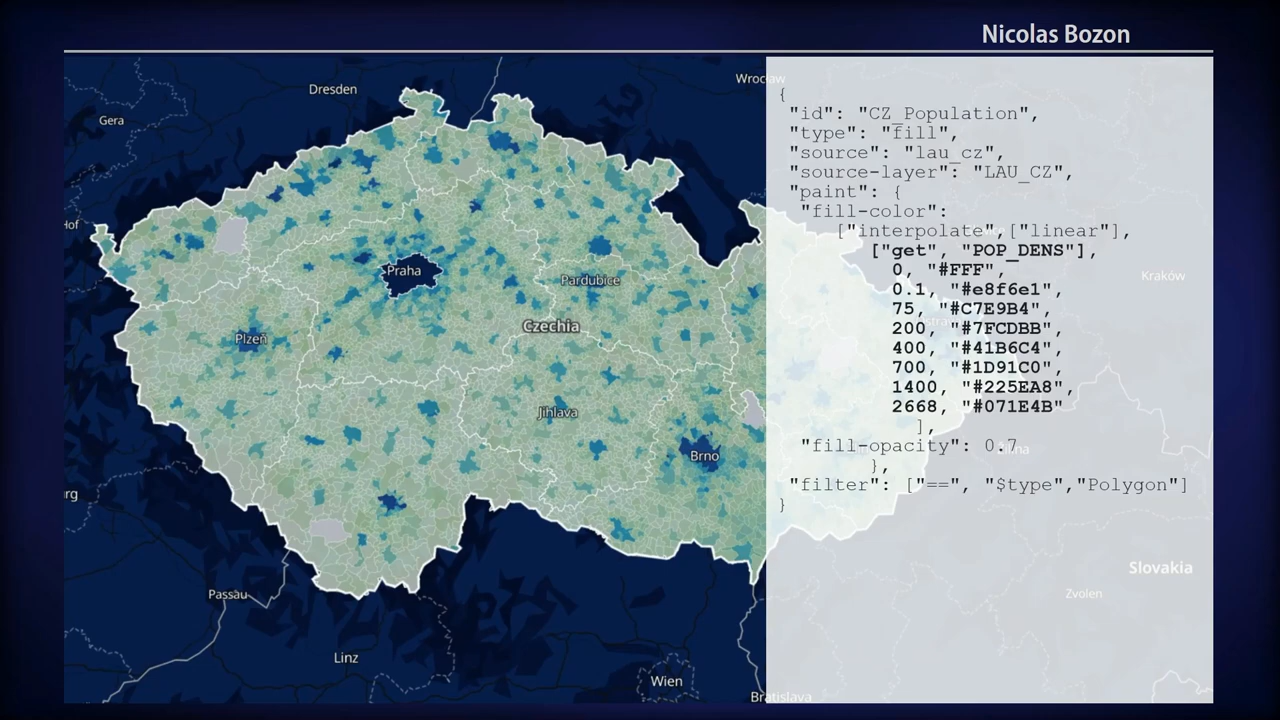 Nicolas Bozon
Dresden
Wrocław
Gera
Hof
Praha
Pardubice
Kraków
Czechia
Plzeň
Jihlava
Brno
Passau
Linz
Wien
Bratislava
Slovakia
Zvolen
{
"id": "CZ_Population",
"type": "fill",
"source": "lau_cz",
"source-layer": "LAU_CZ",
"paint": {
"fill-color":
["interpolate",["linear"],
["get", "POP_DENS"],
0, "#FFF",
0.1, "#e8f6e1",
75, "#C7E9B4",
200, "#7FCDBB",
400, "#41B6C4",
700, "#1D91C0",
1400, "#225EA8",
2668, "#071E4B"
],
"fill-opacity": 0.7
},
"filter": ["==", "$type","Polygon"]
}